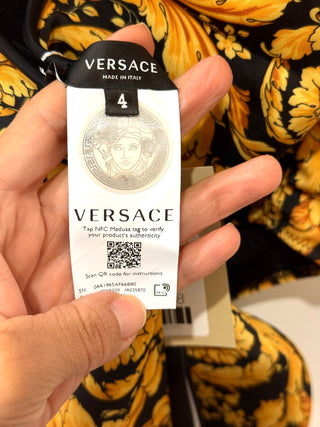 VERSACE
MADE IN ITALY
4
VERSACE
Tap NFC Medusa tag to verify
your product's authenticity
Scan QR code for instructions
SN: